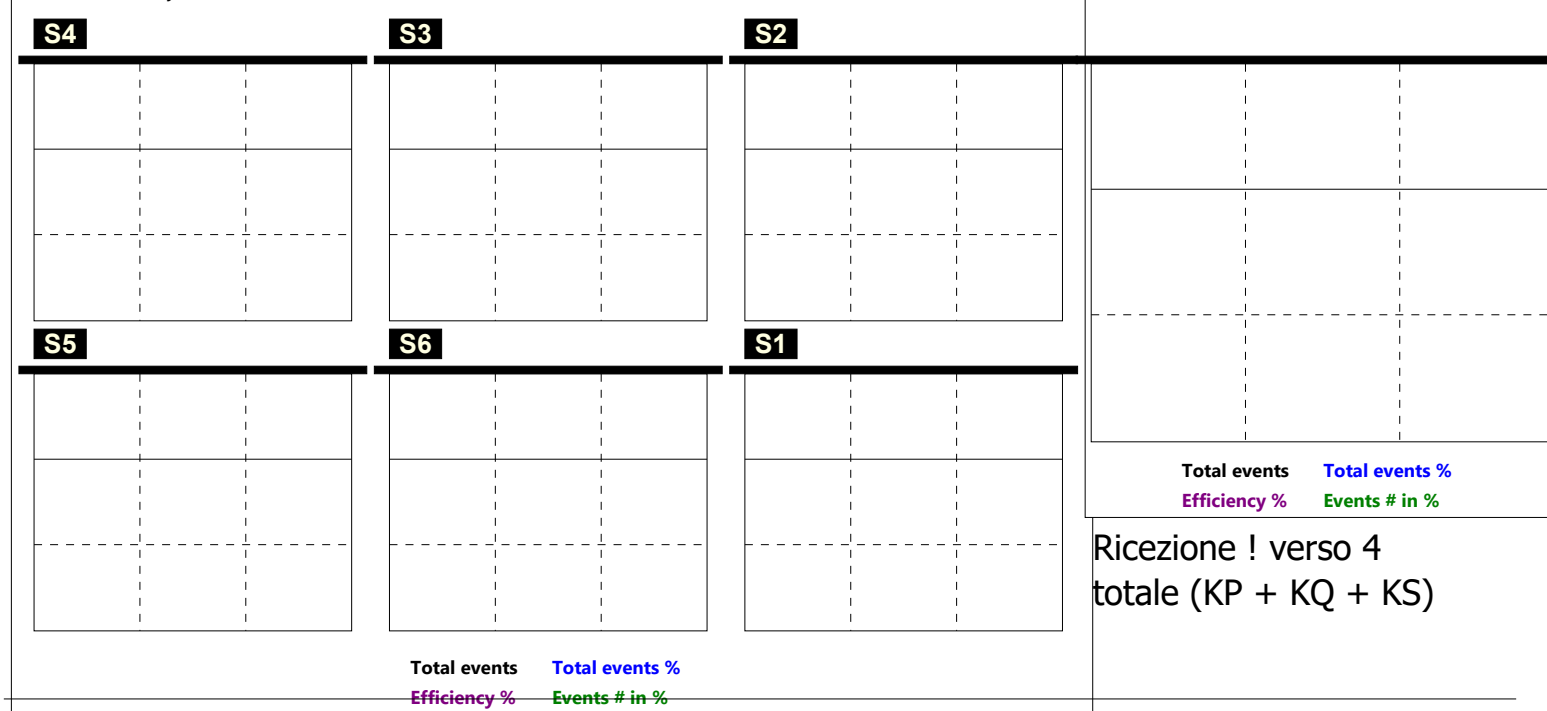 S4 S3 S2
S5 S6 S1
Total events Total events %
Efficiency % Events # in %
Ricezione ! verso 4
totale (KP + KQ + KS)
Total events Total events %
Efficiency % Events # in %